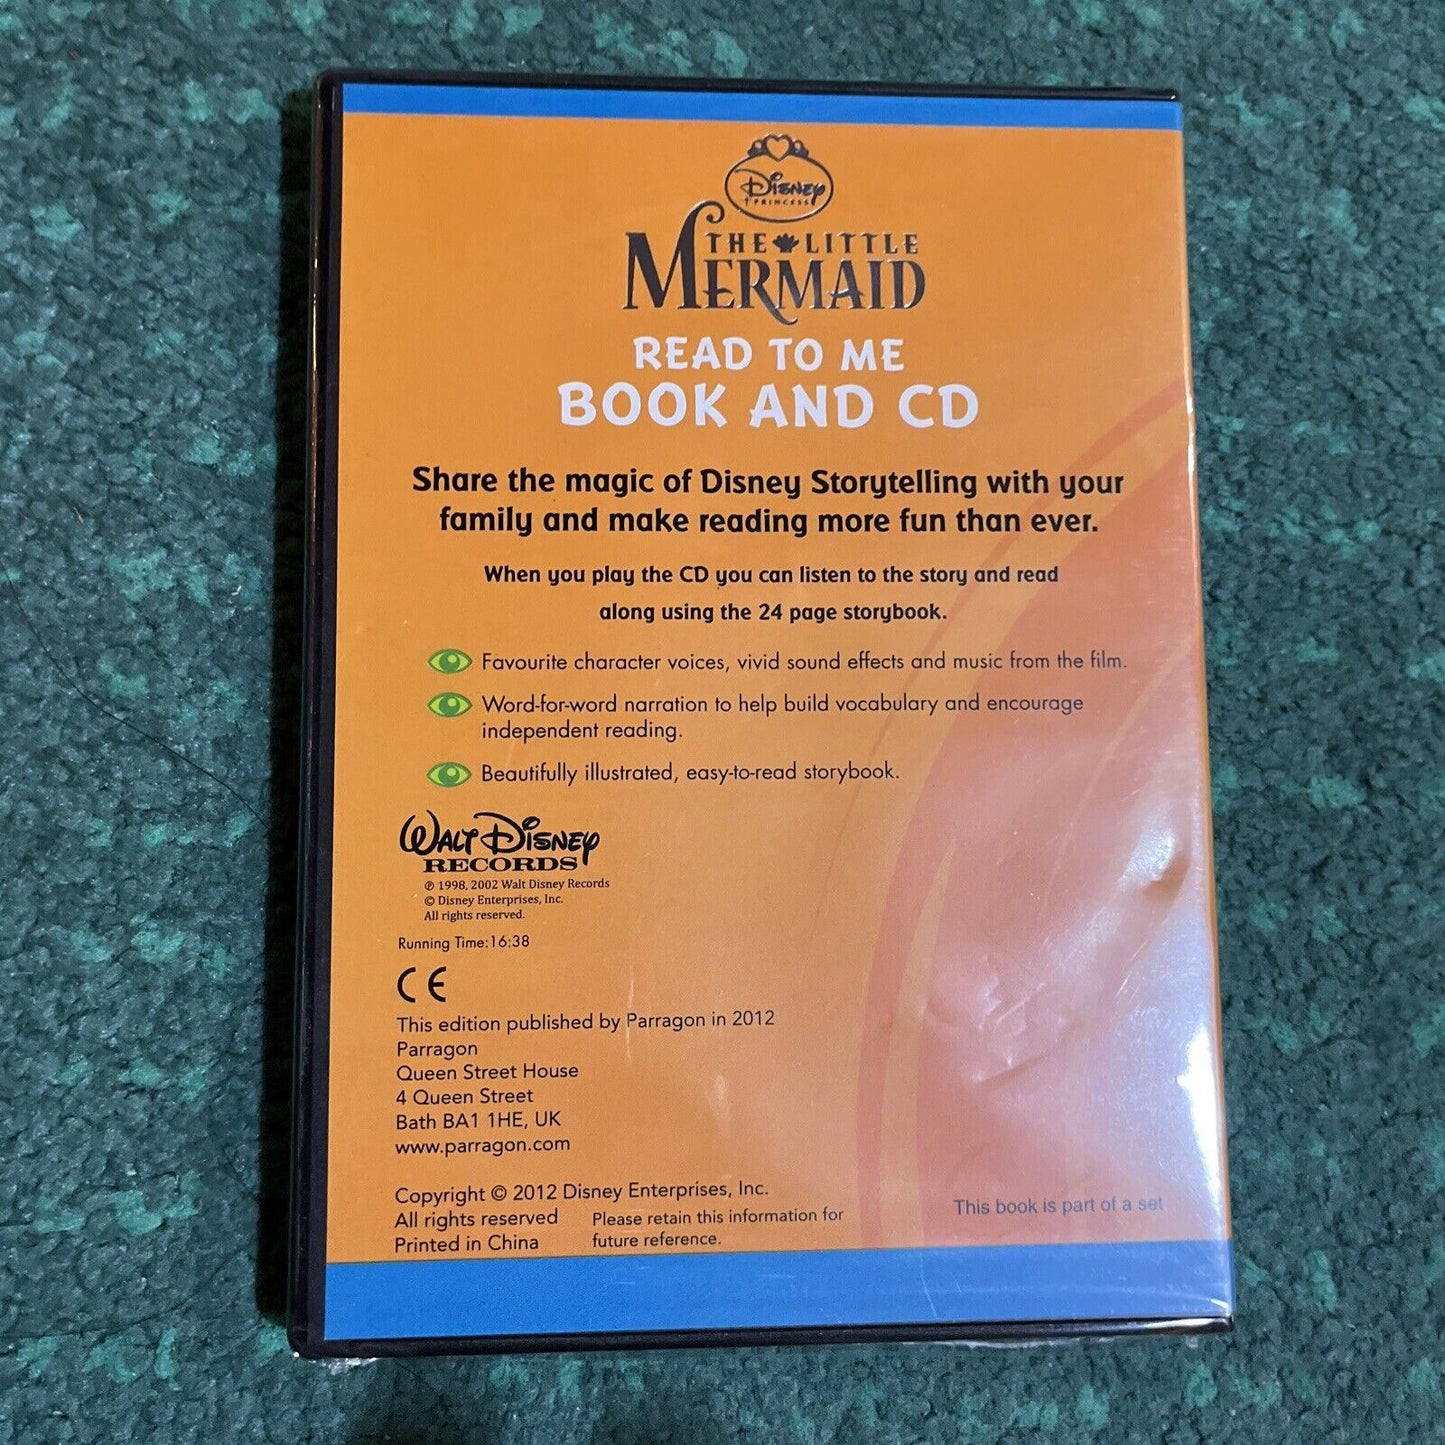 Disney
PRINCESS
THE LITTLE
MERMAID
READ TO ME
BOOK AND CD
Share the magic of Disney Storytelling with your
family and make reading more fun than ever.
When you play the CD you can listen to the story and read
along using the 24 page storybook.
Favourite character voices, vivid sound effects and music from the film.
Word-for-word narration to help build vocabulary and encourage
independent reading.
Beautifully illustrated, easy-to-read storybook.
WALT DISNEY
RECORDS
℗ 1998, 2002 Walt Disney Records
© Disney Enterprises, Inc.
All rights reserved.
Running Time:16:38
CE
This edition published by Parragon in 2012
Parragon
Queen Street House
4 Queen Street
Bath BA1 1HE, UK
www.parragon.com
Copyright © 2012 Disney Enterprises, Inc.
All rights reserved
Printed in China
Please retain this information for
future reference.
This book is part of a set